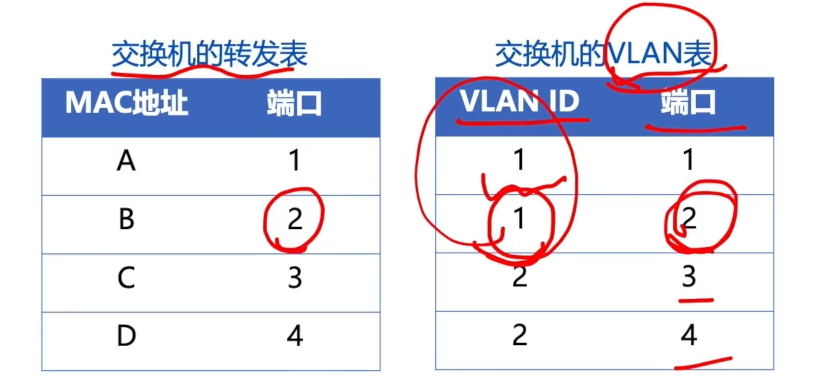 交换机的转发表
MAC地址 端口
A 1
B 2
C 3
D 4
交换机的VLAN表
VLAN ID 端口
1 1
1 2
2 3
2 4